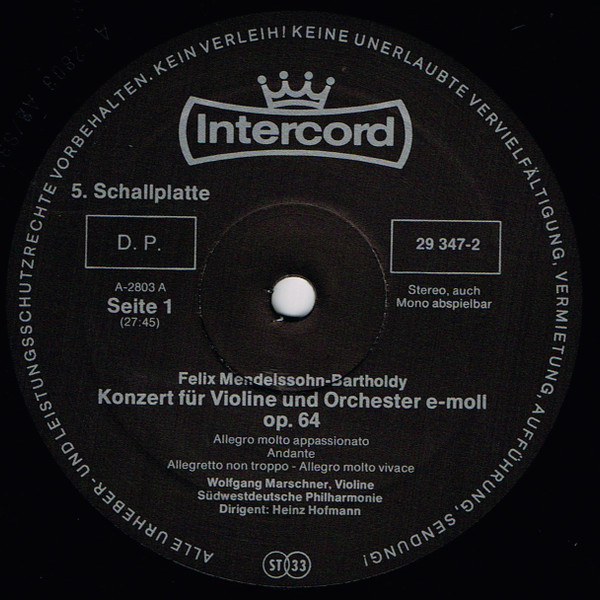 ALLE URHEBER- UND LEISTUNGSSCHUTZRECHTE VORBEHALTEN. KEIN VERLEIH! KEINE UNERLAUBTE VERVIELFÄLTIGUNG, VERMIETUNG, AUFFÜHRUNG, SENDUNG!
Intercord
5. Schallplatte
D. P.
29 347-2
A-2803 A
Seite 1
(27:45)
Stereo, auch
Mono abspielbar
Felix Mendelssohn-Bartholdy
Konzert für Violine und Orchester e-moll
op. 64
Allegro molto appassionato
Andante
Allegretto non troppo - Allegro molto vivace
Wolfgang Marschner, Violine
Südwestdeutsche Philharmonie
Dirigent: Heinz Hofmann
ST 33